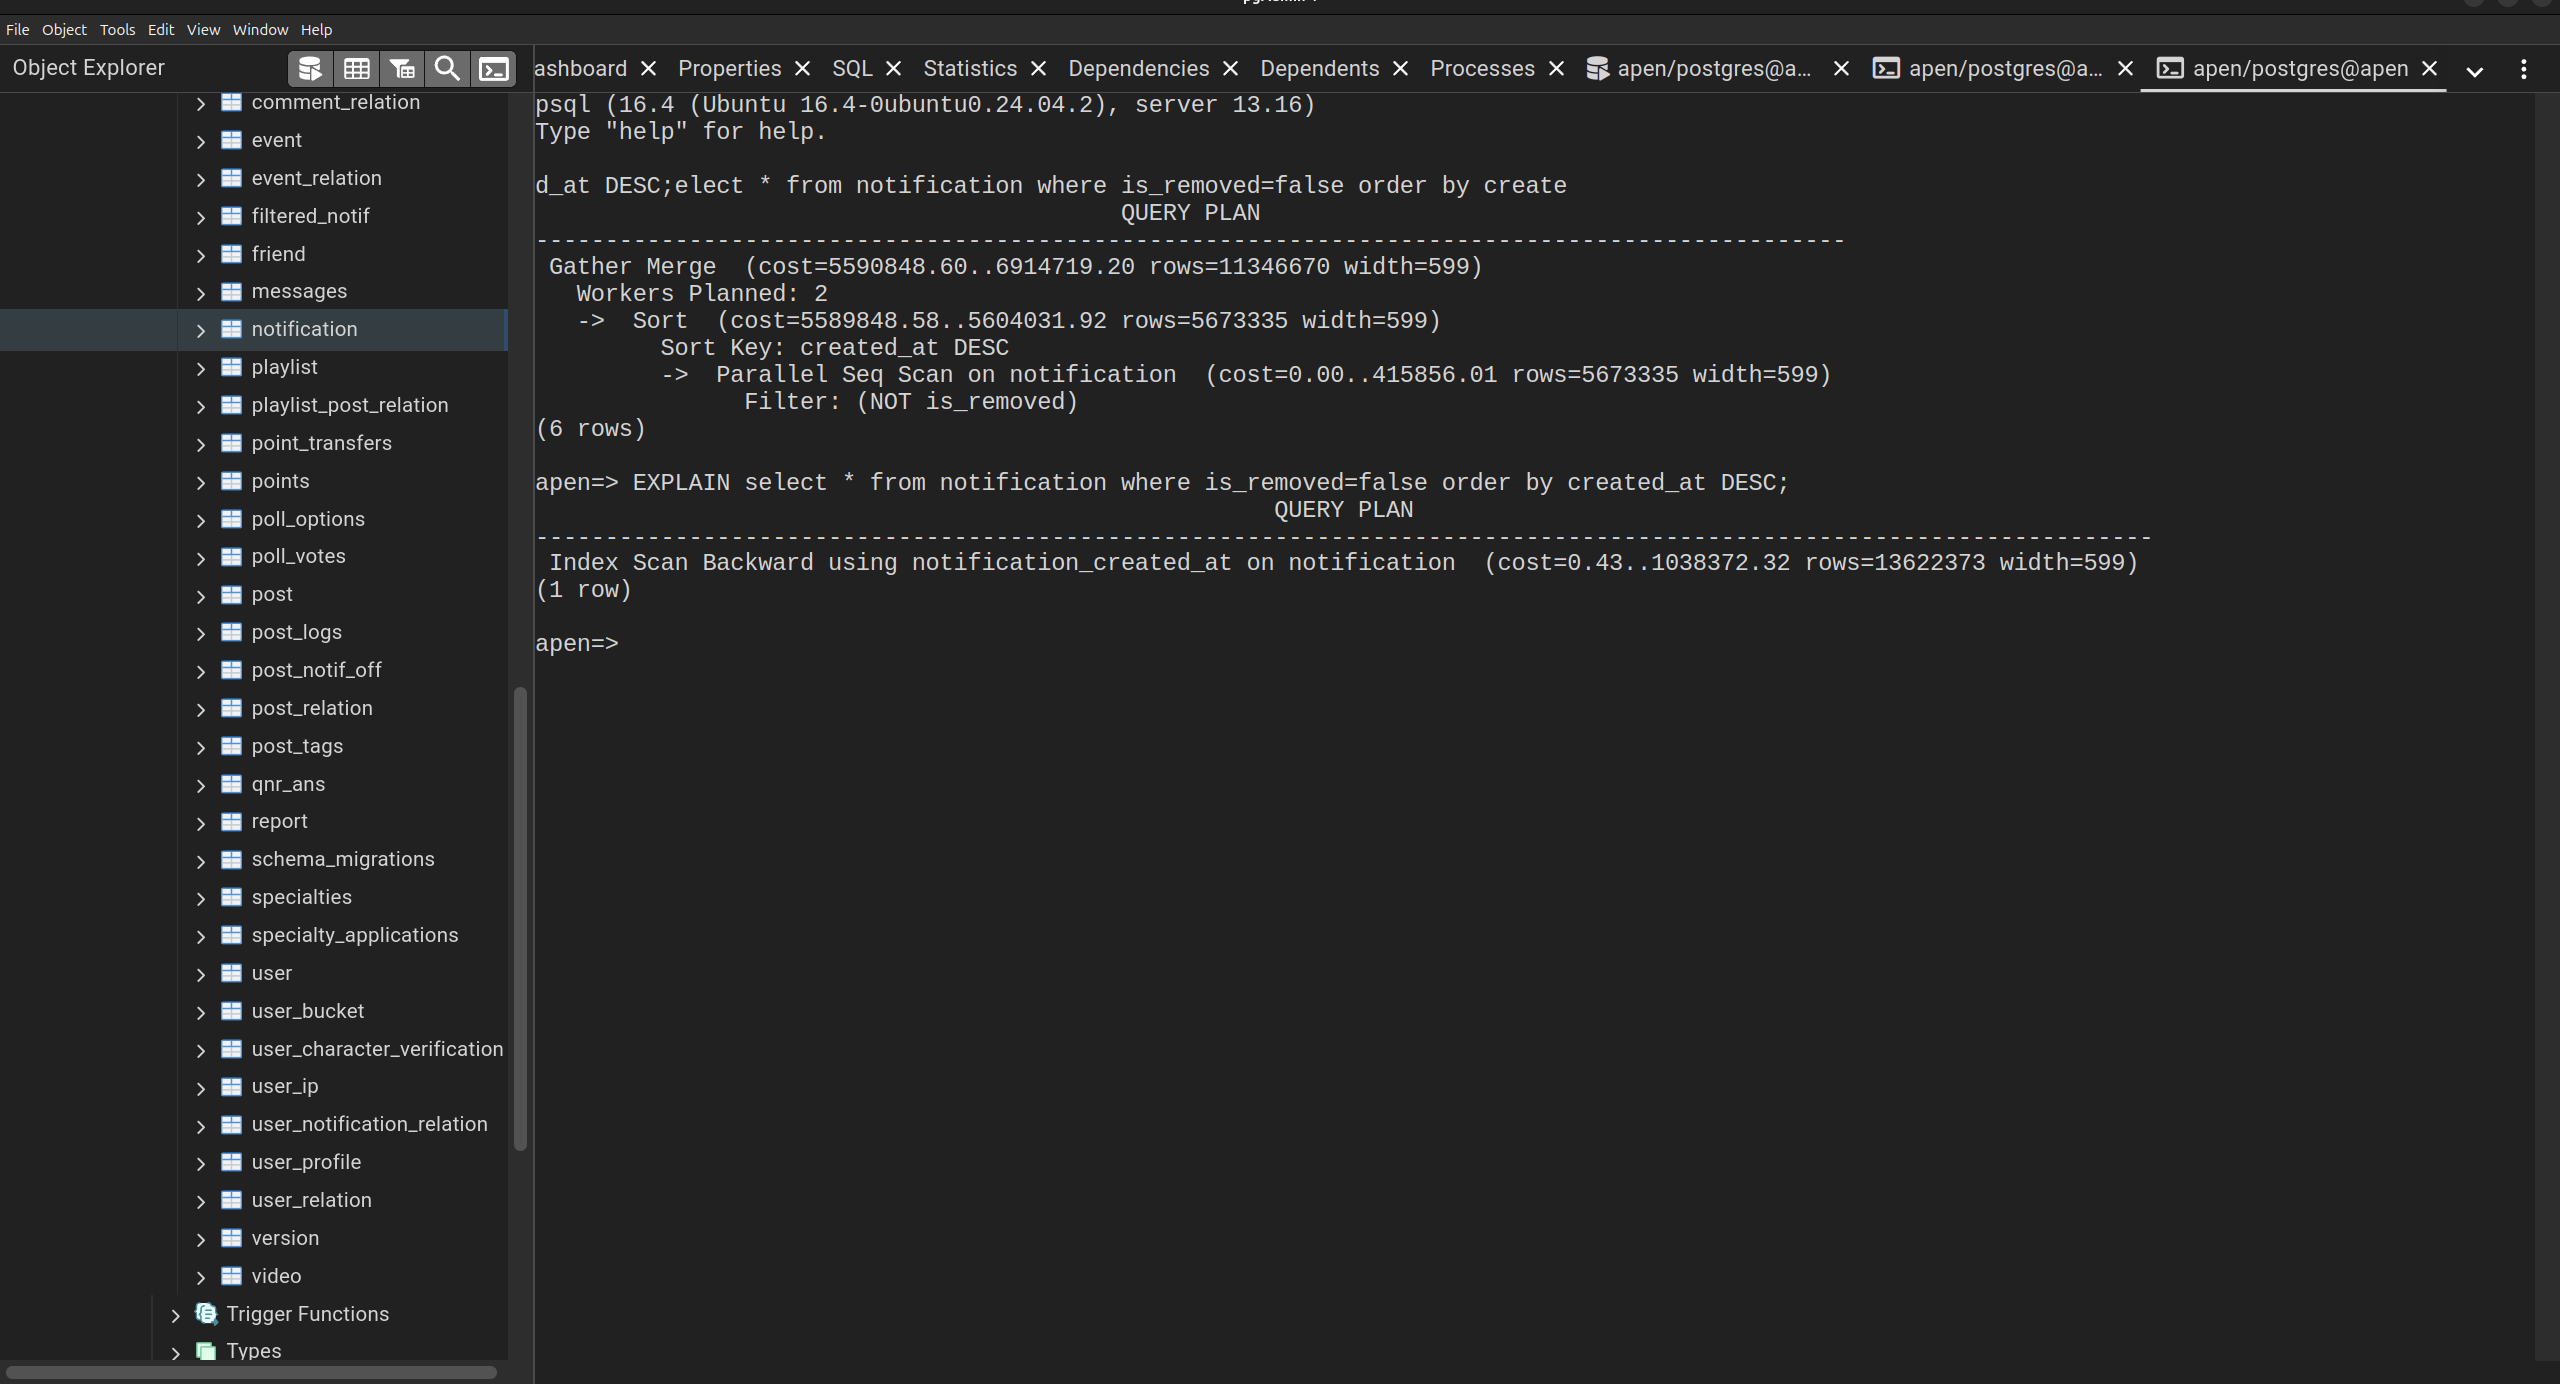 File Object Tools Edit View Window Help
Object Explorer
ashboard Properties SQL Statistics Dependencies Dependents Processes apen/postgres@a... apen/postgres@a... apen/postgres@apen
comment_relation
event
event_relation
filtered_notif
friend
messages
notification
playlist
playlist_post_relation
point_transfers
points
poll_options
poll_votes
post
post_logs
post_notif_off
post_relation
post_tags
qnr_ans
report
schema_migrations
specialties
specialty_applications
user
user_bucket
user_character_verification
user_ip
user_notification_relation
user_profile
user_relation
version
video
Trigger Functions
Types
psql (16.4 (Ubuntu 16.4-0ubuntu0.24.04.2), server 13.16)
Type "help" for help.
d_at DESC;elect * from notification where is_removed=false order by create
QUERY PLAN
----------------------------------------------------------------------------------------------
Gather Merge  (cost=5590848.60..6914719.20 rows=11346670 width=599)
Workers Planned: 2
->  Sort  (cost=5589848.58..5604031.92 rows=5673335 width=599)
Sort Key: created_at DESC
->  Parallel Seq Scan on notification  (cost=0.00..415856.01 rows=5673335 width=599)
Filter: (NOT is_removed)
(6 rows)
apen=> EXPLAIN select * from notification where is_removed=false order by created_at DESC;
QUERY PLAN
--------------------------------------------------------------------------------------------------------------------
Index Scan Backward using notification_created_at on notification  (cost=0.43..1038372.32 rows=13622373 width=599)
(1 row)
apen=>